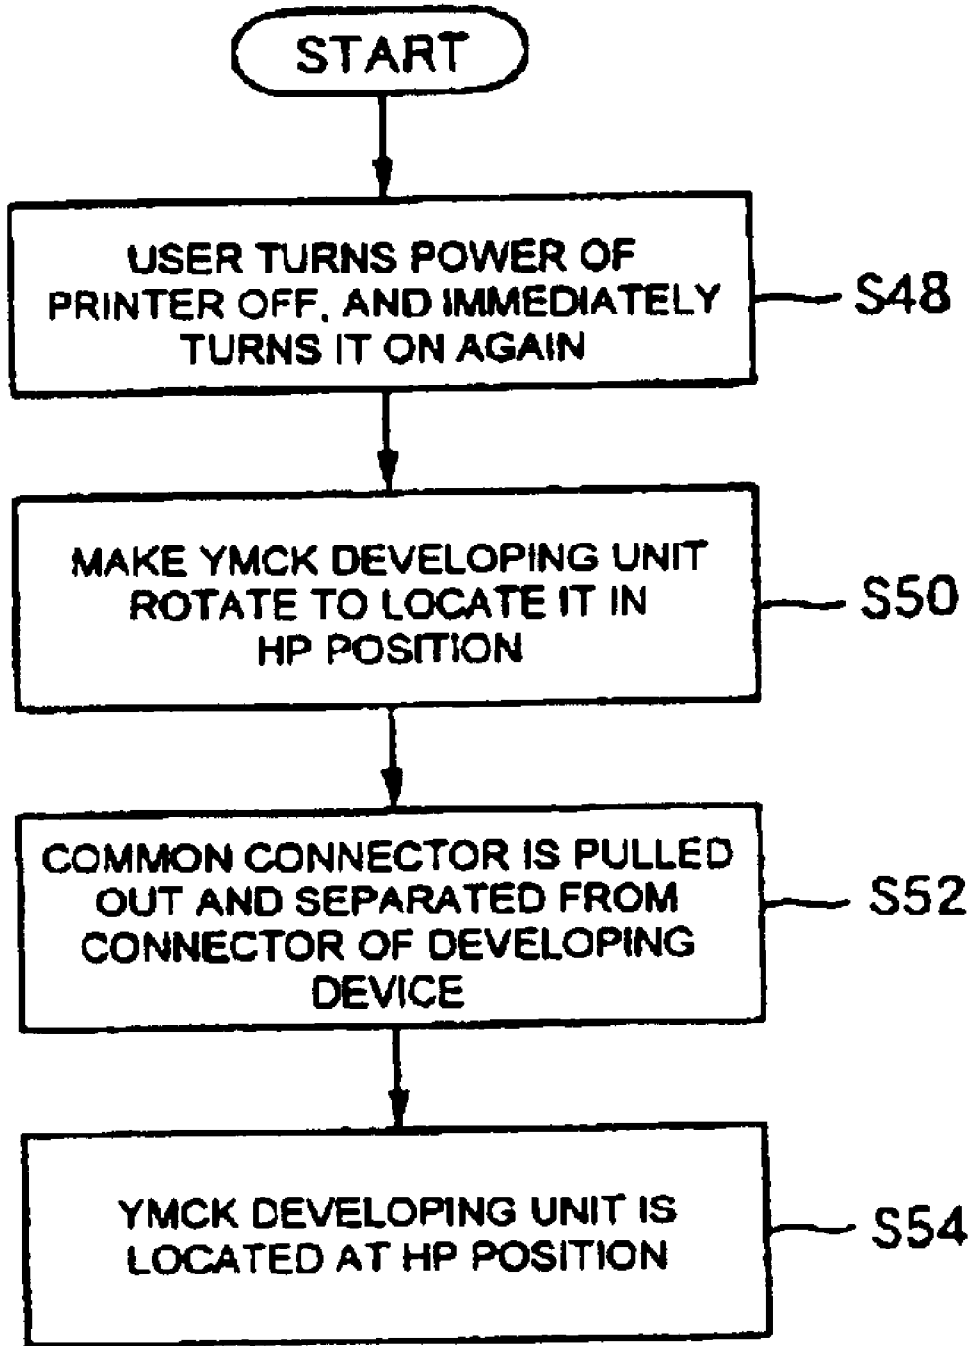 START
USER TURNS POWER OF
PRINTER OFF, AND IMMEDIATELY
TURNS IT ON AGAIN
S48
MAKE YMCK DEVELOPING UNIT
ROTATE TO LOCATE IT IN
HP POSITION
S50
COMMON CONNECTOR IS PULLED
OUT AND SEPARATED FROM
CONNECTOR OF DEVELOPING
DEVICE
S52
YMCK DEVELOPING UNIT IS
LOCATED AT HP POSITION
S54